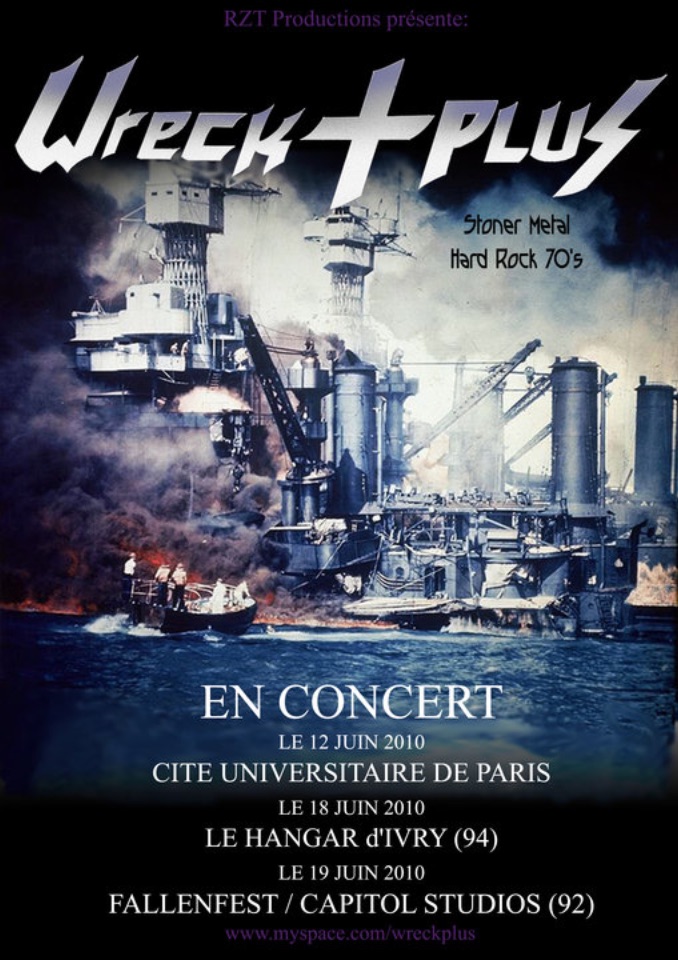 RZT Productions présente:
Wreck+Plus
Stoner Metal
Hard Rock 70's
EN CONCERT
LE 12 JUIN 2010
CITE UNIVERSITAIRE DE PARIS
LE 18 JUIN 2010
LE HANGAR d'IVRY (94)
LE 19 JUIN 2010
FALLENFEST / CAPITOL STUDIOS (92)
www.myspace.com/wreckplus